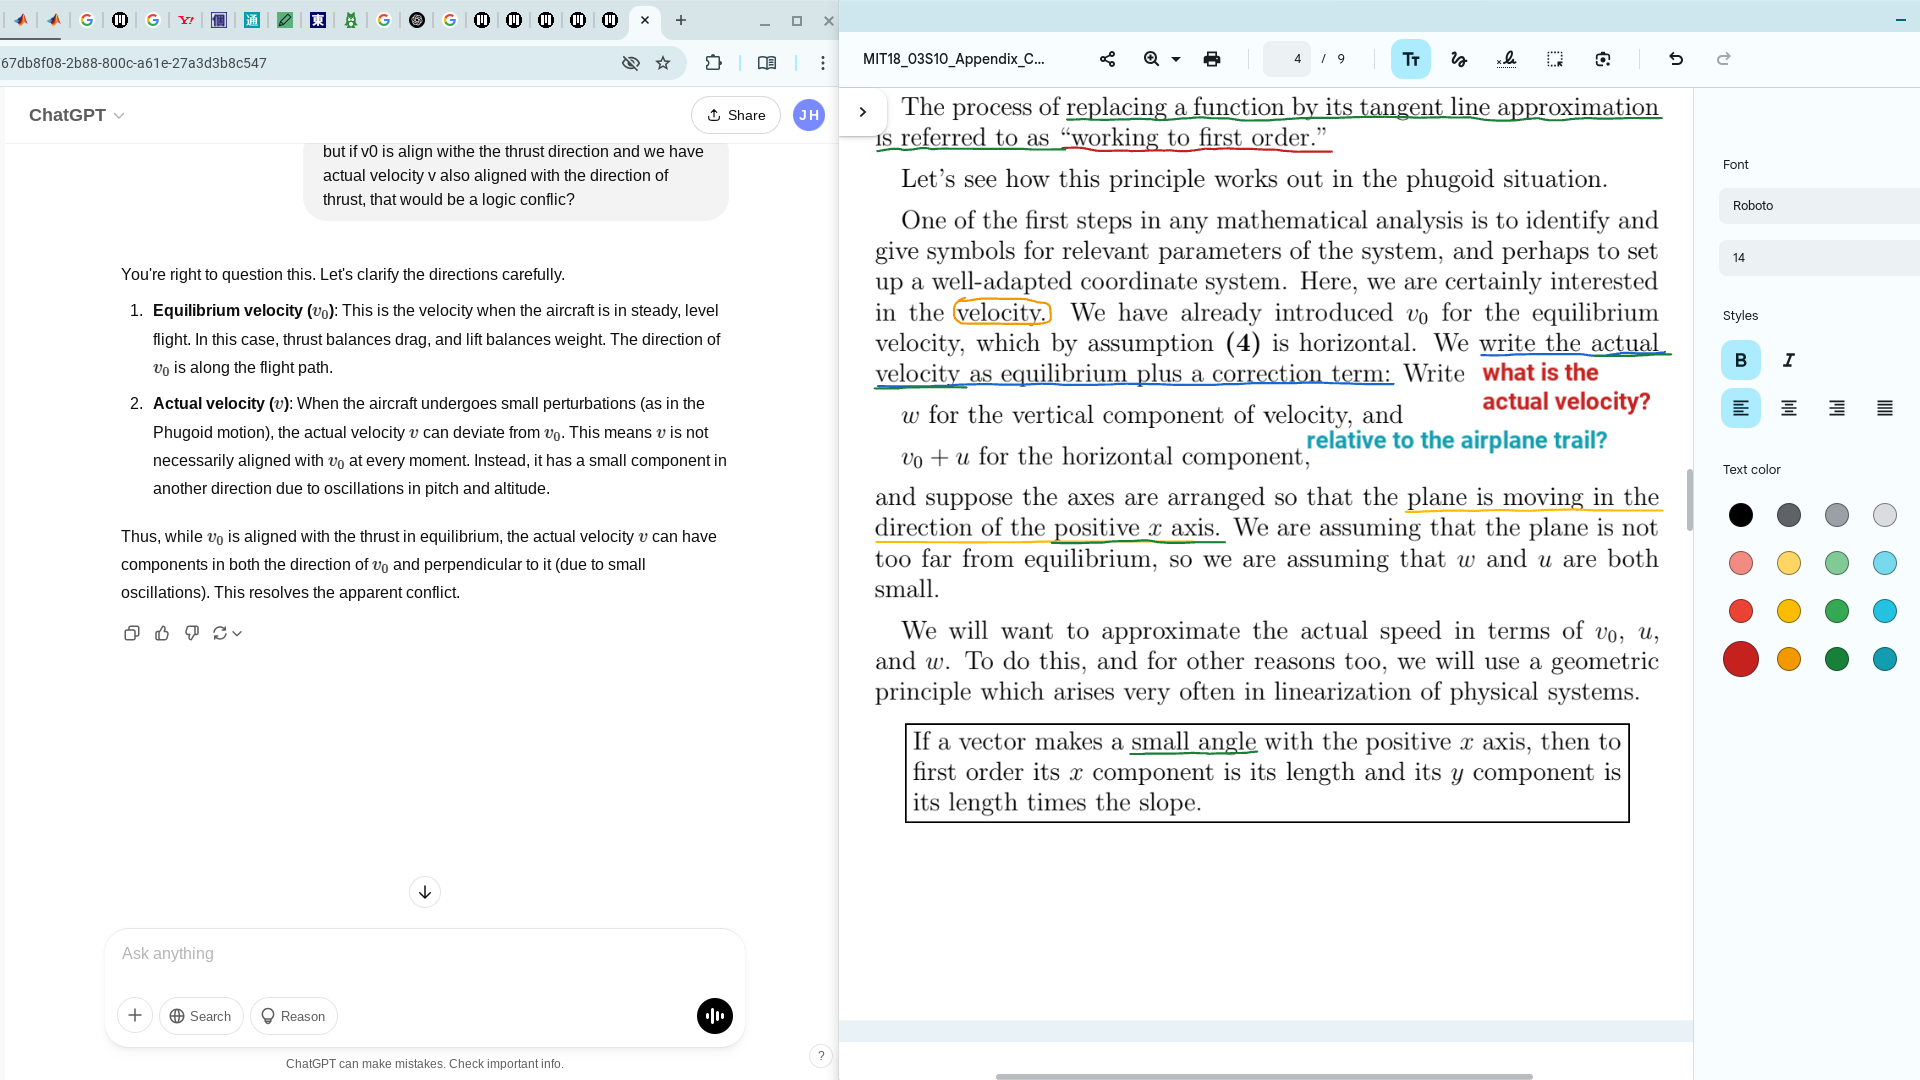 Y!
個
通
東
67db8f08-2b88-800c-a61e-27a3d3b8c547
ChatGPT
Share
JH
but if v0 is align withe the thrust direction and we have
actual velocity v also aligned with the direction of
thrust, that would be a logic conflic?
You're right to question this. Let's clarify the directions carefully.
1. Equilibrium velocity (v₀): This is the velocity when the aircraft is in steady, level
flight. In this case, thrust balances drag, and lift balances weight. The direction of
v₀ is along the flight path.
2. Actual velocity (v): When the aircraft undergoes small perturbations (as in the
Phugoid motion), the actual velocity v can deviate from v₀. This means v is not
necessarily aligned with v₀ at every moment. Instead, it has a small component in
another direction due to oscillations in pitch and altitude.
Thus, while v₀ is aligned with the thrust in equilibrium, the actual velocity v can have
components in both the direction of v₀ and perpendicular to it (due to small
oscillations). This resolves the apparent conflict.
Ask anything
Search
Reason
ChatGPT can make mistakes. Check important info.
?
MIT18_03S10_Appendix_C...
4 / 9
The process of replacing a function by its tangent line approximation
is referred to as “working to first order.”
Let’s see how this principle works out in the phugoid situation.
One of the first steps in any mathematical analysis is to identify and
give symbols for relevant parameters of the system, and perhaps to set
up a well-adapted coordinate system. Here, we are certainly interested
in the velocity. We have already introduced v₀ for the equilibrium
velocity, which by assumption (4) is horizontal. We write the actual
velocity as equilibrium plus a correction term: Write
what is the
actual velocity?
w for the vertical component of velocity, and
relative to the airplane trail?
v₀ + u for the horizontal component,
and suppose the axes are arranged so that the plane is moving in the
direction of the positive x axis. We are assuming that the plane is not
too far from equilibrium, so we are assuming that w and u are both
small.
We will want to approximate the actual speed in terms of v₀, u,
and w. To do this, and for other reasons too, we will use a geometric
principle which arises very often in linearization of physical systems.
If a vector makes a small angle with the positive x axis, then to
first order its x component is its length and its y component is
its length times the slope.
Font
Roboto
14
Styles
B
I
Text color